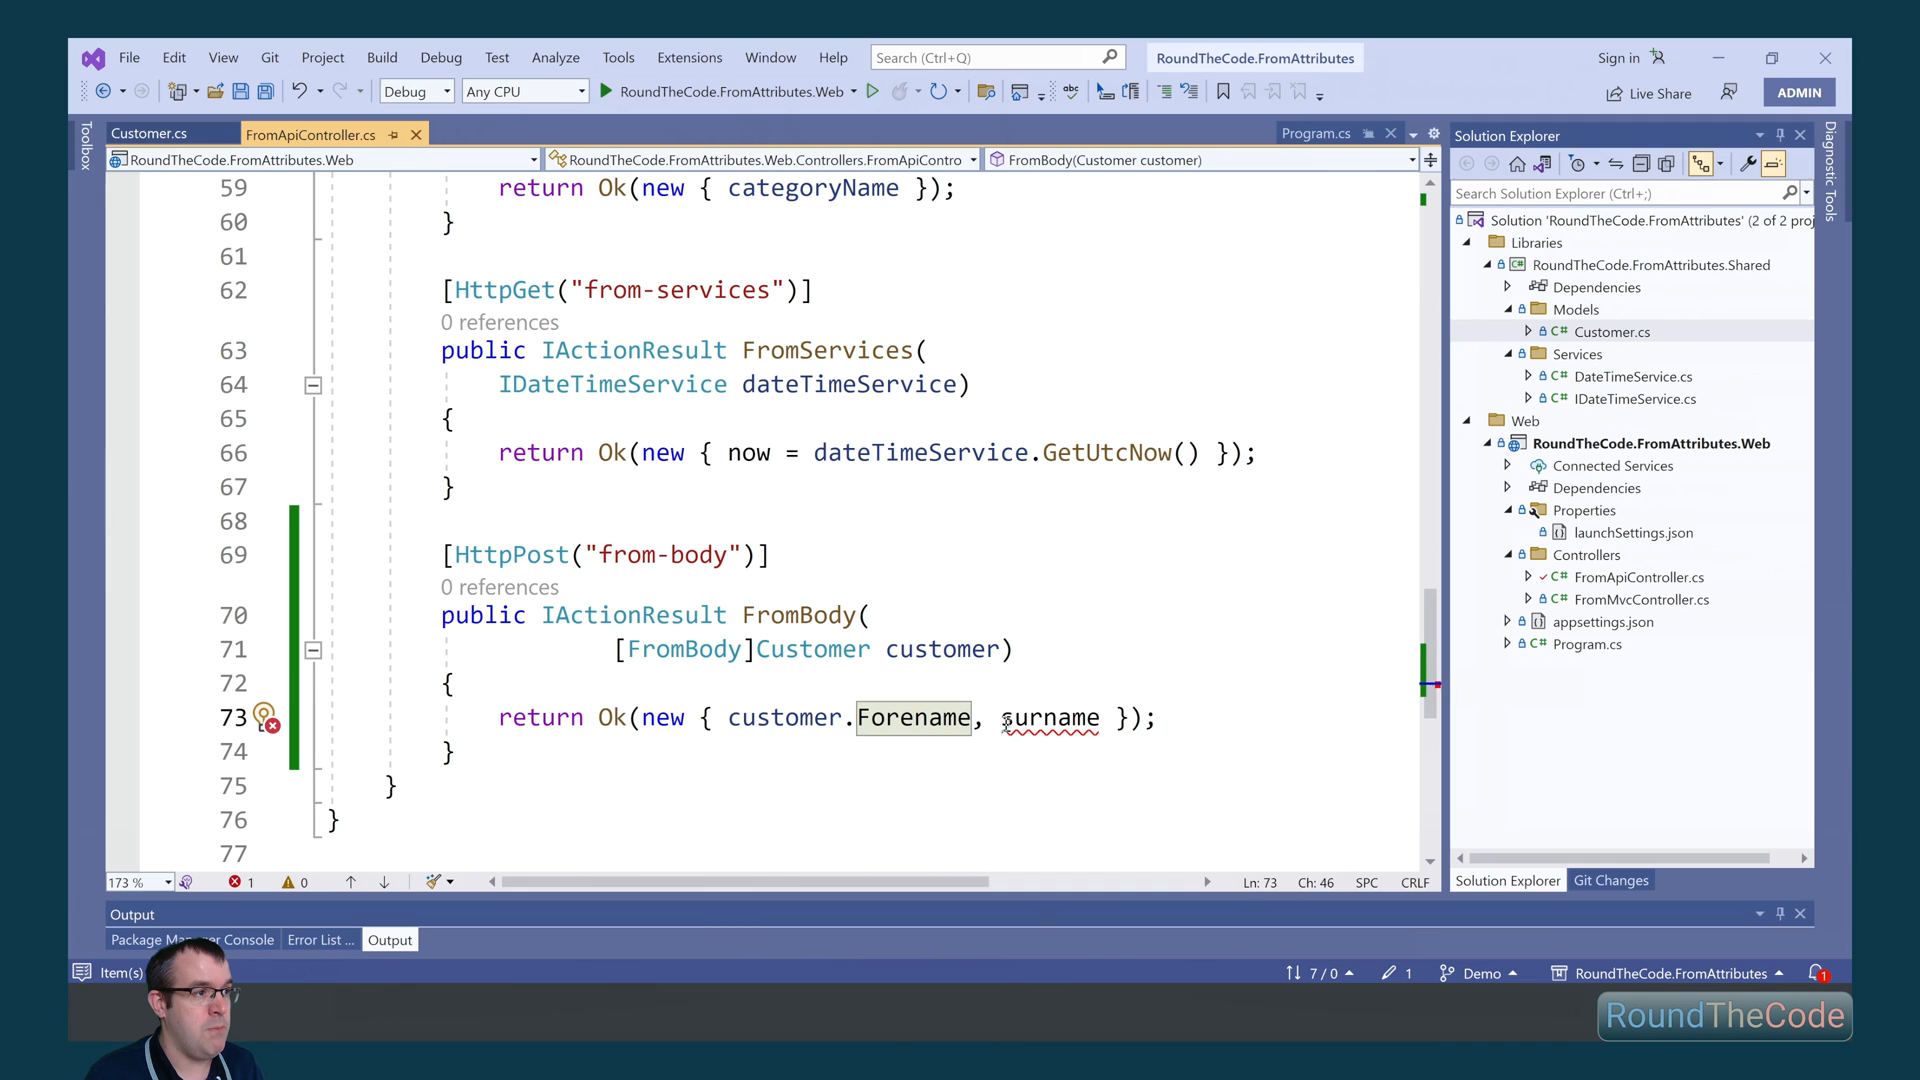 File Edit View Git Project Build Debug Test Analyze Tools Extensions Window Help Search (Ctrl+Q) RoundTheCode.FromAttributes Sign in
Debug Any CPU RoundTheCode.FromAttributes.Web Live Share ADMIN
Toolbox
Customer.cs FromApiController.cs Program.cs
RoundTheCode.FromAttributes.Web RoundTheCode.FromAttributes.Web.Controllers.FromApiContro FromBody(Customer customer)
59 return Ok(new { categoryName });
60 }
61
62 [HttpGet("from-services")]
0 references
63 public IActionResult FromServices(
64 IDateTimeService dateTimeService)
65 {
66 return Ok(new { now = dateTimeService.GetUtcNow() });
67 }
68
69 [HttpPost("from-body")]
0 references
70 public IActionResult FromBody(
71 [FromBody]Customer customer)
72 {
73 return Ok(new { customer.Forename, surname });
74 }
75 }
76 }
77
173 % 1 0 Ln: 73 Ch: 46 SPC CRLF
Solution Explorer
Search Solution Explorer (Ctrl+;)
Solution 'RoundTheCode.FromAttributes' (2 of 2 proj
Libraries
RoundTheCode.FromAttributes.Shared
Dependencies
Models
Customer.cs
Services
DateTimeService.cs
IDateTimeService.cs
Web
RoundTheCode.FromAttributes.Web
Connected Services
Dependencies
Properties
launchSettings.json
Controllers
FromApiController.cs
FromMvcController.cs
appsettings.json
Program.cs
Solution Explorer Git Changes
Diagnostic Tools
Output
Error List ... Output
Console
Item(s)
7 / 0 1 Demo RoundTheCode.FromAttributes 1
RoundTheCode